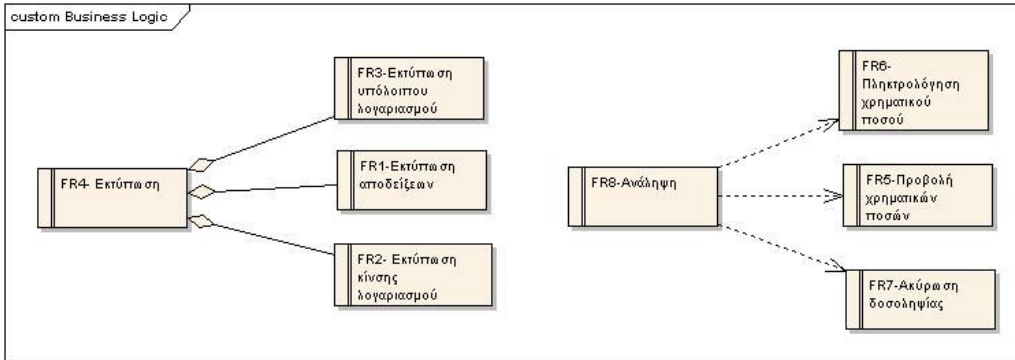 custom Business Logic
FR3-Εκτύπωση
υπόλοιπου
λογαριασμού
FR4- Εκτύπωση
FR1-Εκτύπωση
αποδείξεων
FR2- Εκτύπωση
κίνσης
λογαριασμού
FR6-
Πληκτρολόγηση
χρηματικού
ποσού
FR8-Ανάληψη
FR5-Προβολή
χρηματικών
ποσών
FR7-Ακύρωση
δοσοληψίας